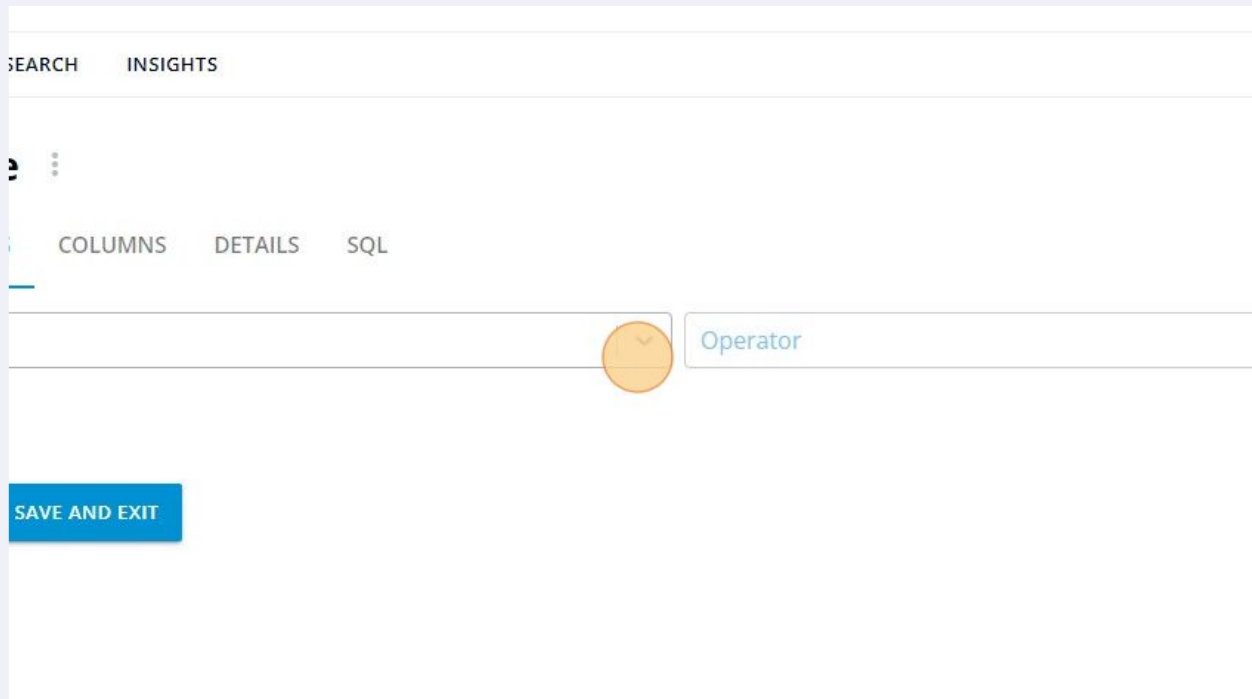 SEARCH INSIGHTS
e
COLUMNS DETAILS SQL
Operator
SAVE AND EXIT